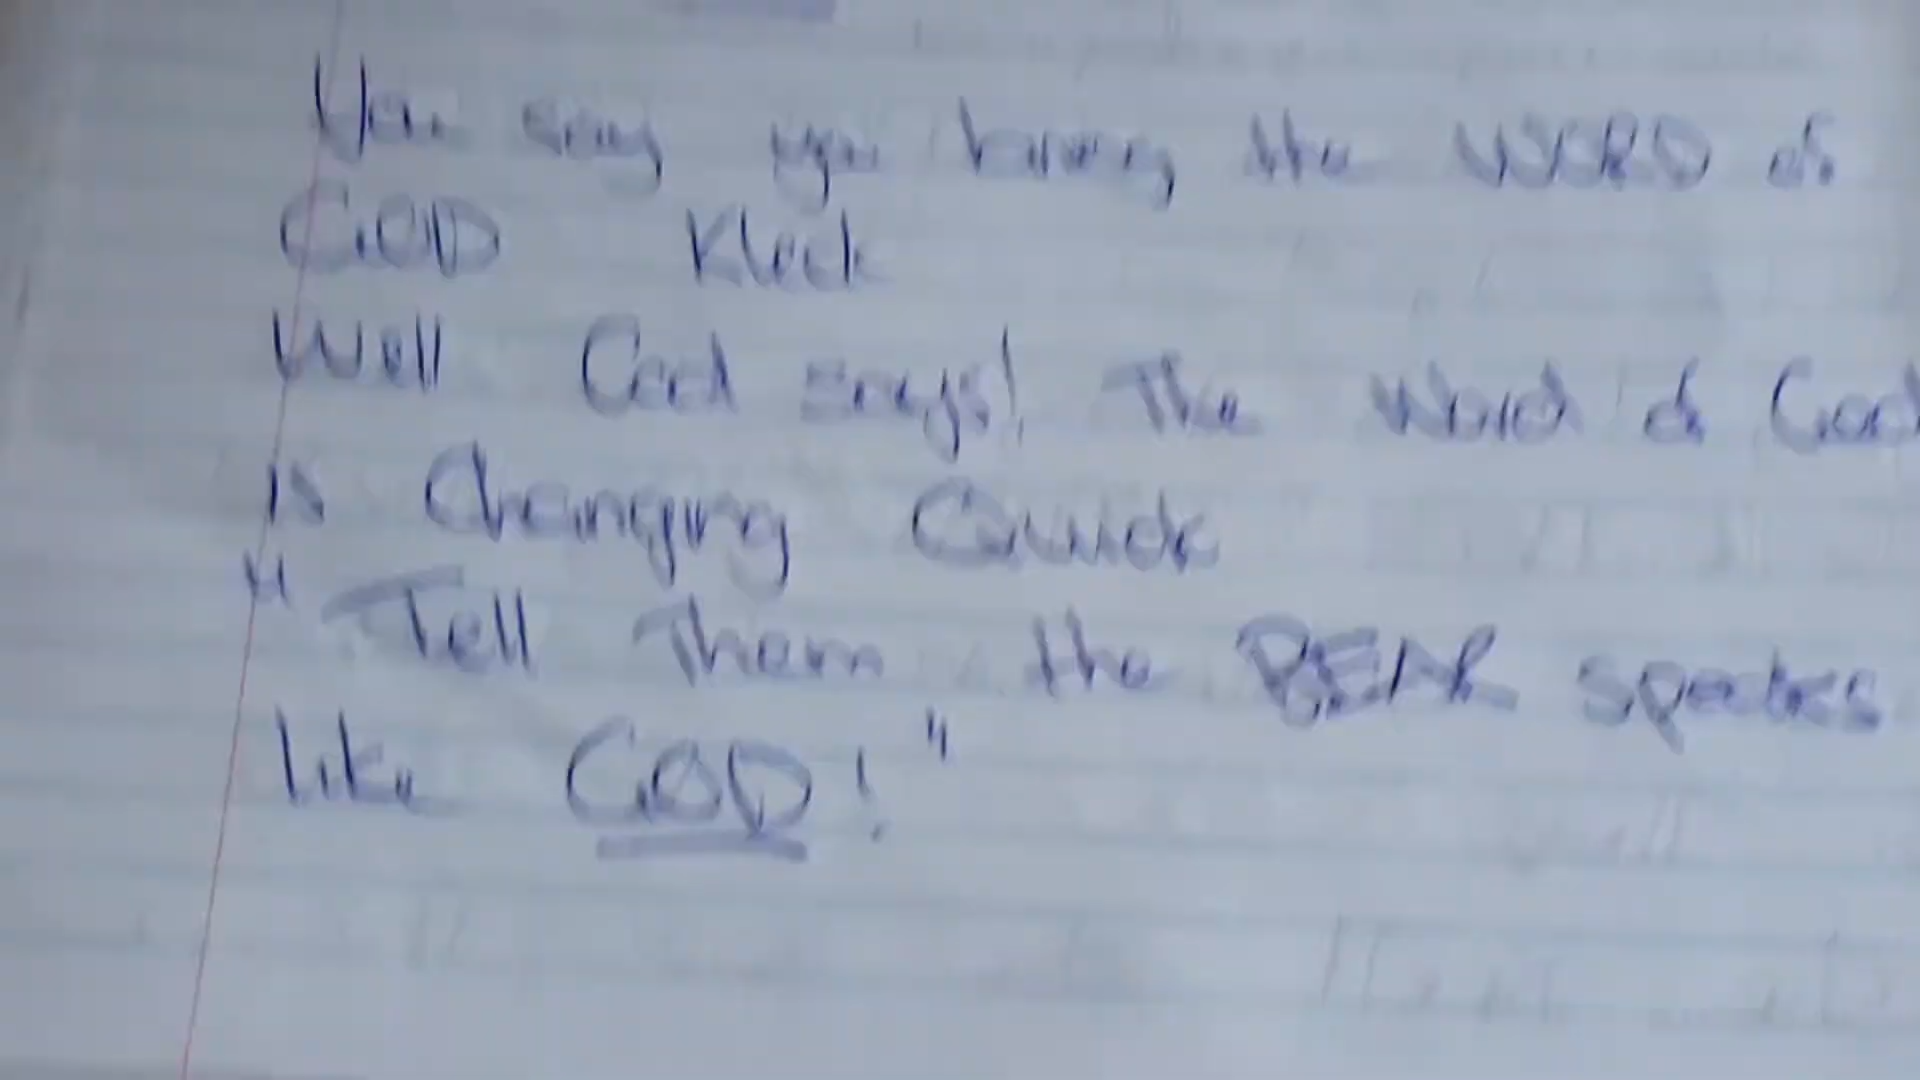 You say you bring the WORD of
GOD Kleck
Well God says! The Word of God
is Changing Quick
"Tell Them the BEAR speaks
like GOD!"